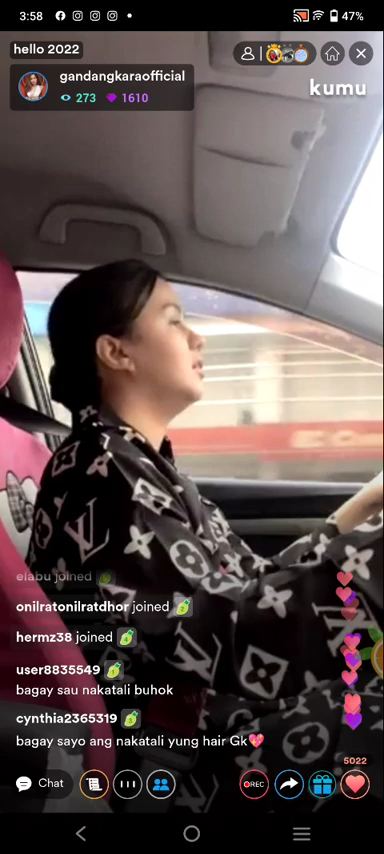 3:58
47%
hello 2022
gandangkaraofficial
273 1610
kumu
elabu joined
onilratonilratdhor joined
hermz38 joined
user8835549
bagay sau nakatali buhok
cynthia2365319
bagay sayo ang nakatali yung hair Gk
5022
Chat
REC